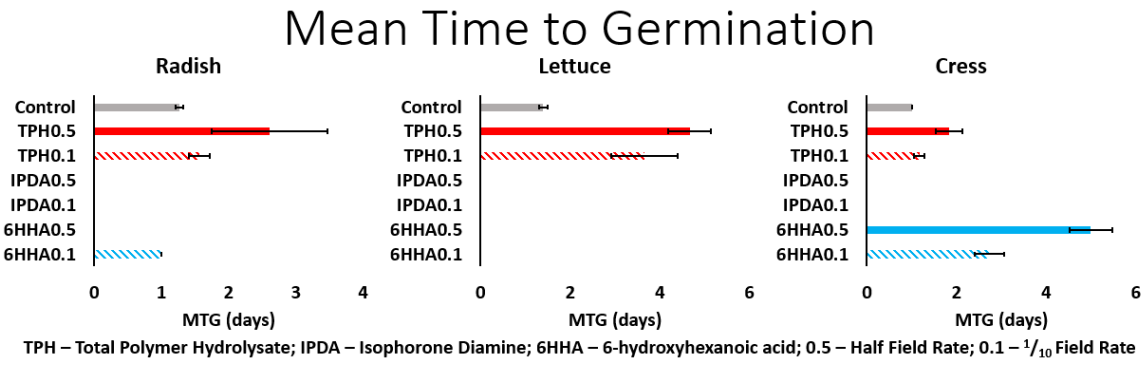 Mean Time to Germination
Radish
Control
TPH0.5
TPH0.1
IPDA0.5
IPDA0.1
6HHA0.5
6HHA0.1
0 1 2 3 4
MTG (days)
Lettuce
Control
TPH0.5
TPH0.1
IPDA0.5
IPDA0.1
6HHA0.5
6HHA0.1
0 2 4 6
MTG (days)
Cress
Control
TPH0.5
TPH0.1
IPDA0.5
IPDA0.1
6HHA0.5
6HHA0.1
0 2 4 6
MTG (days)
TPH – Total Polymer Hydrolysate; IPDA – Isophorone Diamine; 6HHA – 6-hydroxyhexanoic acid; 0.5 – Half Field Rate; 0.1 – 1/10 Field Rate